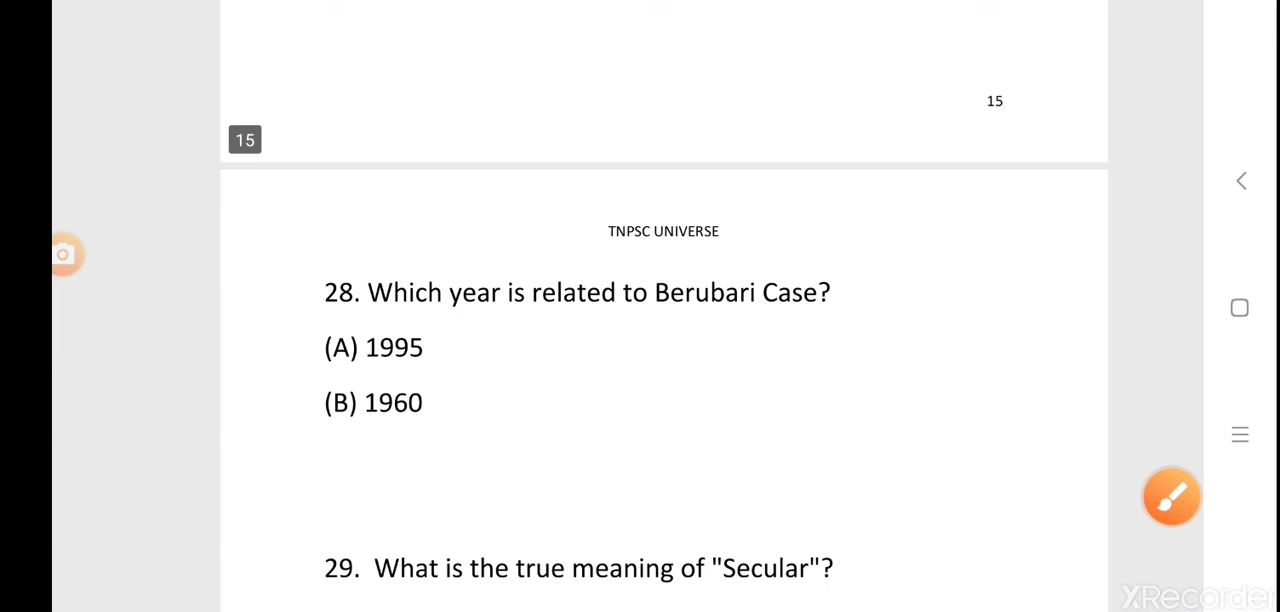 15
15
TNPSC UNIVERSE
28. Which year is related to Berubari Case?
(A) 1995
(B) 1960
29. What is the true meaning of "Secular"?
XRecorder